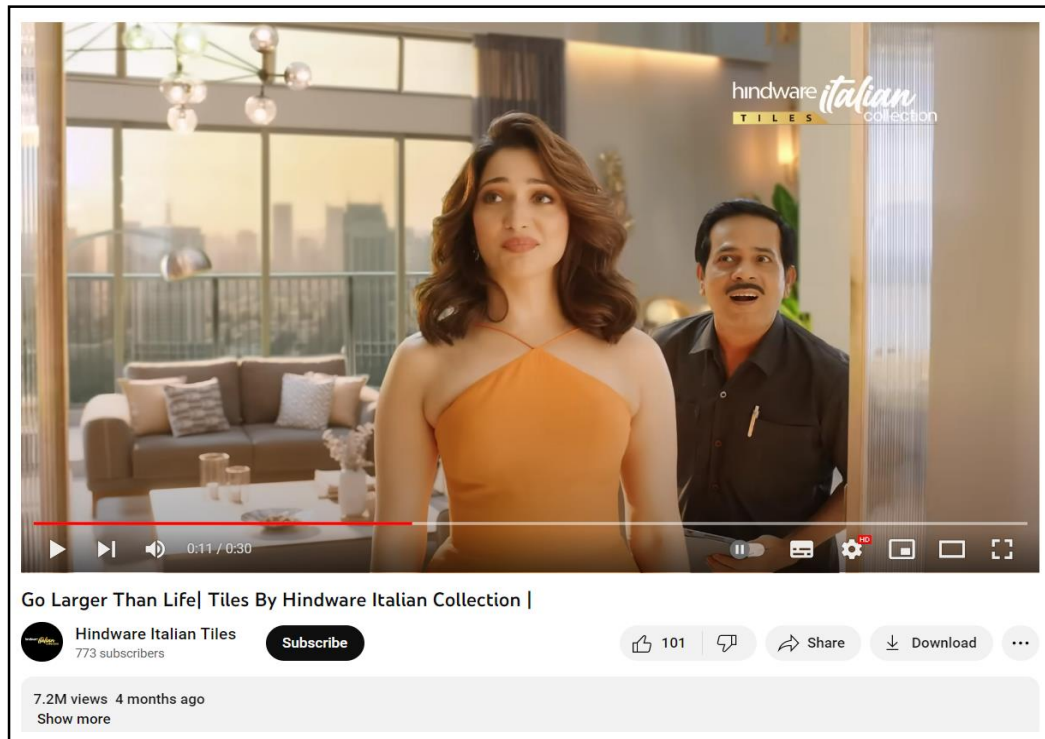 hindware italian
TILES collection
0:11 / 0:30
HD
Go Larger Than Life| Tiles By Hindware Italian Collection |
Hindware Italian Tiles
773 subscribers
Subscribe
101
Share
Download
7.2M views 4 months ago
Show more